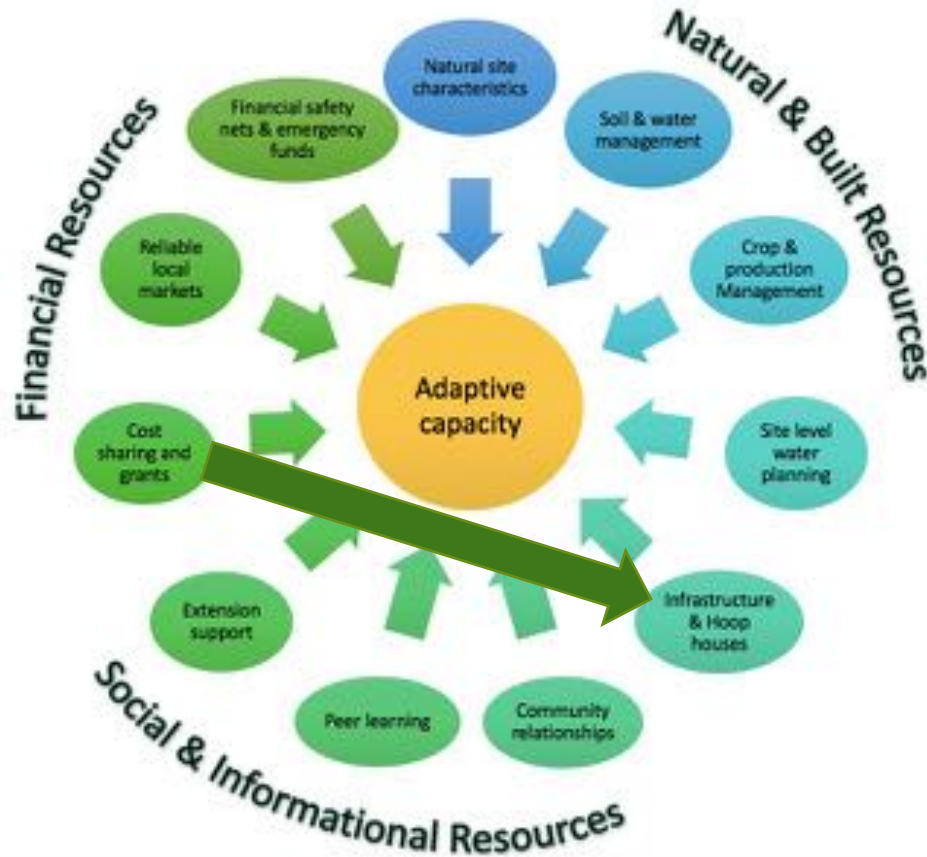 Natural site
characteristics
Soil & water
management
Crop &
production
Management
Site level
water
planning
Infrastructure
& Hoop
houses
Community
relationships
Peer learning
Extension
support
Cost
sharing and
grants
Reliable
local
markets
Financial safety
nets & emergency
funds
Adaptive
capacity
Natural & Built Resources
Social & Informational Resources
Financial Resources